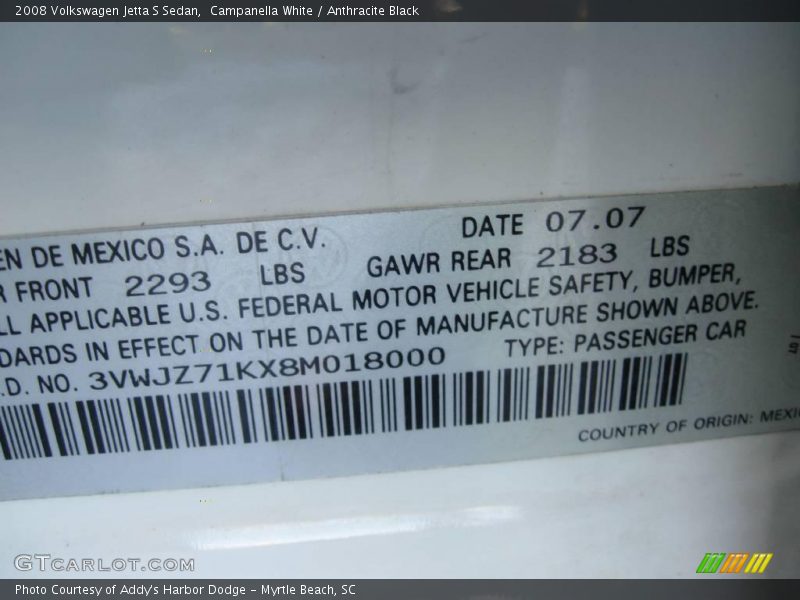 2008 Volkswagen Jetta S Sedan, Campanella White / Anthracite Black
EN DE MEXICO S.A. DE C.V. DATE 07.07
R FRONT 2293 LBS GAWR REAR 2183 LBS
LL APPLICABLE U.S. FEDERAL MOTOR VEHICLE SAFETY, BUMPER,
DARDS IN EFFECT ON THE DATE OF MANUFACTURE SHOWN ABOVE.
.D. NO. 3VWJZ71KX8M018000 TYPE: PASSENGER CAR
COUNTRY OF ORIGIN: MEXIC
GTCARLOT.COM
Photo Courtesy of Addy's Harbor Dodge - Myrtle Beach, SC